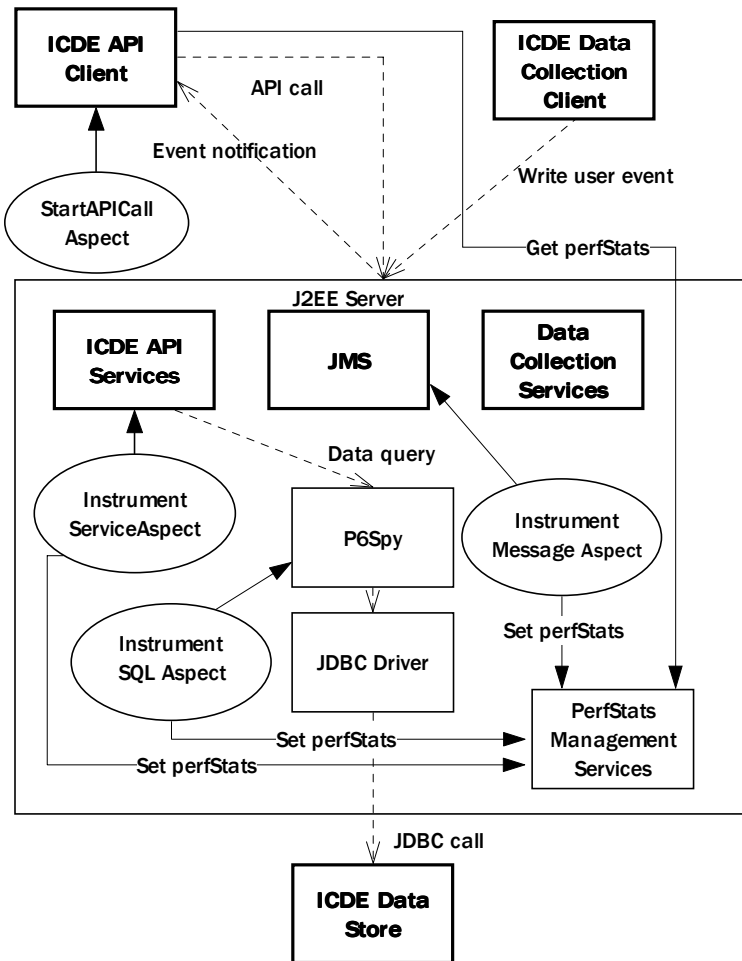 ICDE API
Client
ICDE Data
Collection
Client
API call
Event notification
Write user event
StartAPICall
Aspect
Get perfStats
J2EE Server
ICDE API
Services
JMS
Data
Collection
Services
Data query
Instrument
ServiceAspect
P6Spy
Instrument
Message Aspect
Instrument
SQL Aspect
JDBC Driver
Set perfStats
PerfStats
Management
Services
Set perfStats
Set perfStats
JDBC call
ICDE Data
Store